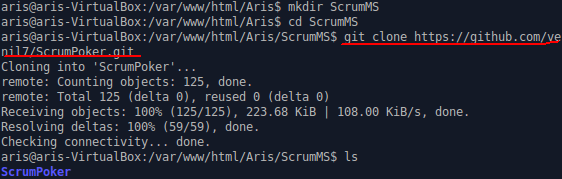 aris@aris-VirtualBox:/var/www/html/Aris$ mkdir ScrumMS
aris@aris-VirtualBox:/var/www/html/Aris$ cd ScrumMS
aris@aris-VirtualBox:/var/www/html/Aris/ScrumMS$ git clone https://github.com/ve
nil7/ScrumPoker.git
Cloning into 'ScrumPoker'...
remote: Counting objects: 125, done.
remote: Total 125 (delta 0), reused 0 (delta 0)
Receiving objects: 100% (125/125), 223.68 KiB | 108.00 KiB/s, done.
Resolving deltas: 100% (59/59), done.
Checking connectivity... done.
aris@aris-VirtualBox:/var/www/html/Aris/ScrumMS$ ls
ScrumPoker